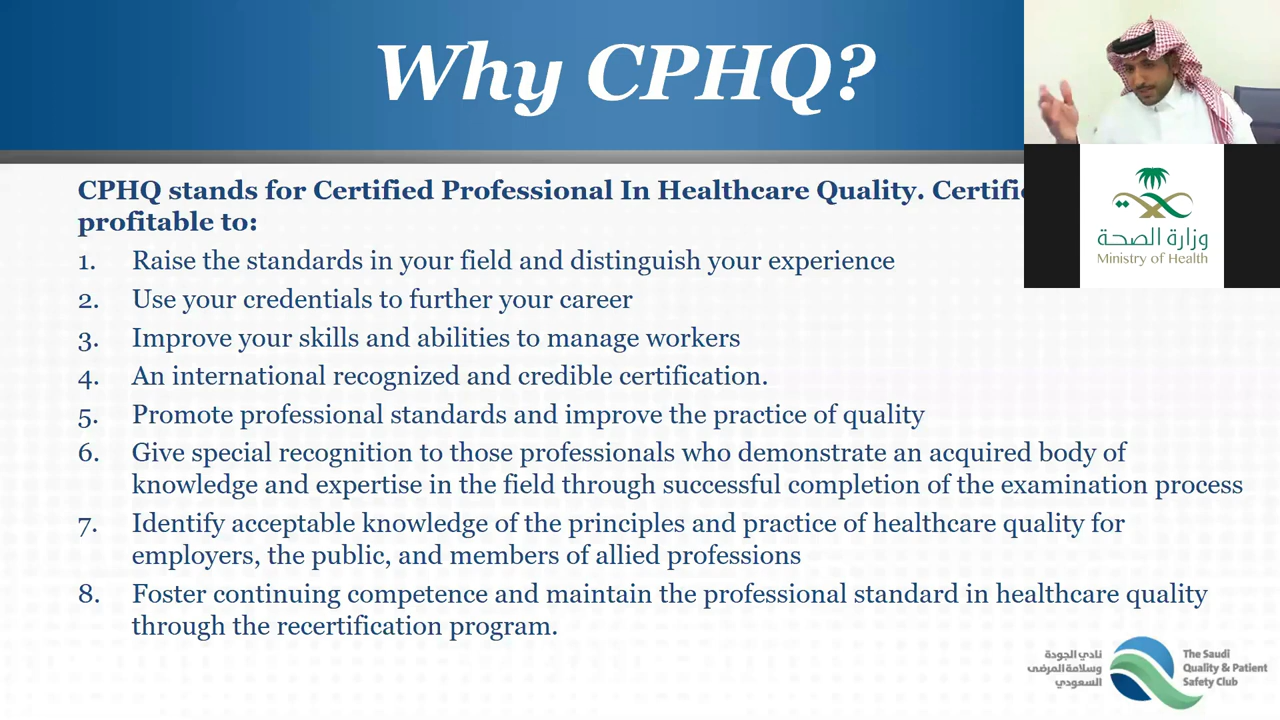 Why CPHQ?
CPHQ stands for Certified Professional In Healthcare Quality.
profitable to:
1. Raise the standards in your field and distinguish your experience
2. Use your credentials to further your career
3. Improve your skills and abilities to manage workers
4. An international recognized and credible certification.
5. Promote professional standards and improve the practice of quality
6. Give special recognition to those professionals who demonstrate an acquired body of
knowledge and expertise in the field through successful completion of the examination process
7. Identify acceptable knowledge of the principles and practice of healthcare quality for
employers, the public, and members of allied professions
8. Foster continuing competence and maintain the professional standard in healthcare quality
through the recertification program.
وزارة الصحة
Ministry of Health
نادي الجودة
وسلامة المرضى
السعودي
The Saudi
Quality & Patient
Safety Club